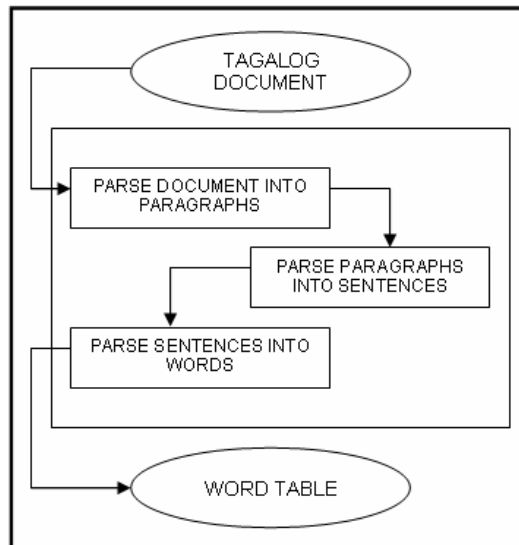 TAGALOG
DOCUMENT
PARSE DOCUMENT INTO
PARAGRAPHS
PARSE PARAGRAPHS
INTO SENTENCES
PARSE SENTENCES INTO
WORDS
WORD TABLE